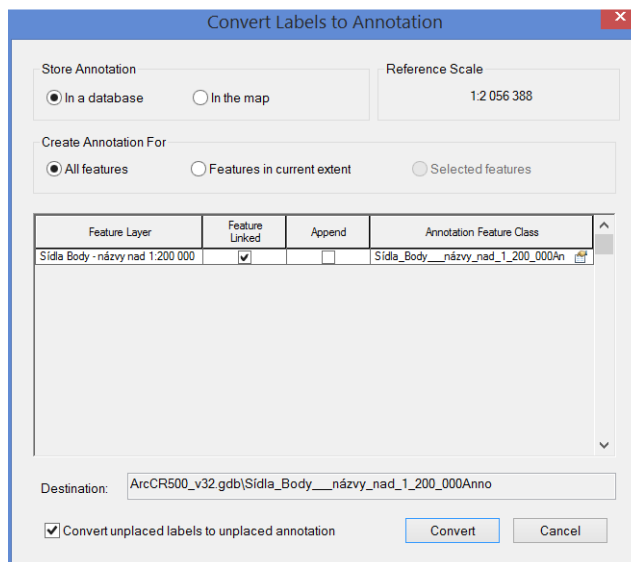 Convert Labels to Annotation
Store Annotation
In a database
In the map
Reference Scale
1:2 056 388
Create Annotation For
All features
Features in current extent
Selected features
Feature Layer
Feature Linked
Append
Annotation Feature Class
Sídla Body - názvy nad 1:200 000
Sídla_Body___názvy_nad_1_200_000An
Destination:
ArcCR500_v32.gdb\Sídla_Body___názvy_nad_1_200_000Anno
Convert unplaced labels to unplaced annotation
Convert
Cancel